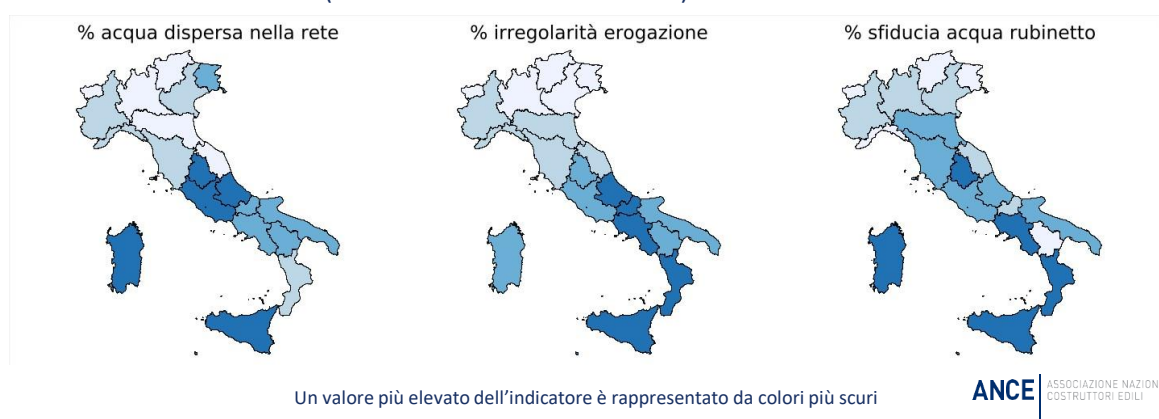 % acqua dispersa nella rete
% irregolarità erogazione
% sfiducia acqua rubinetto
Un valore più elevato dell’indicatore è rappresentato da colori più scuri
ANCE
ASSOCIAZIONE NAZION
COSTRUTTORI EDILI